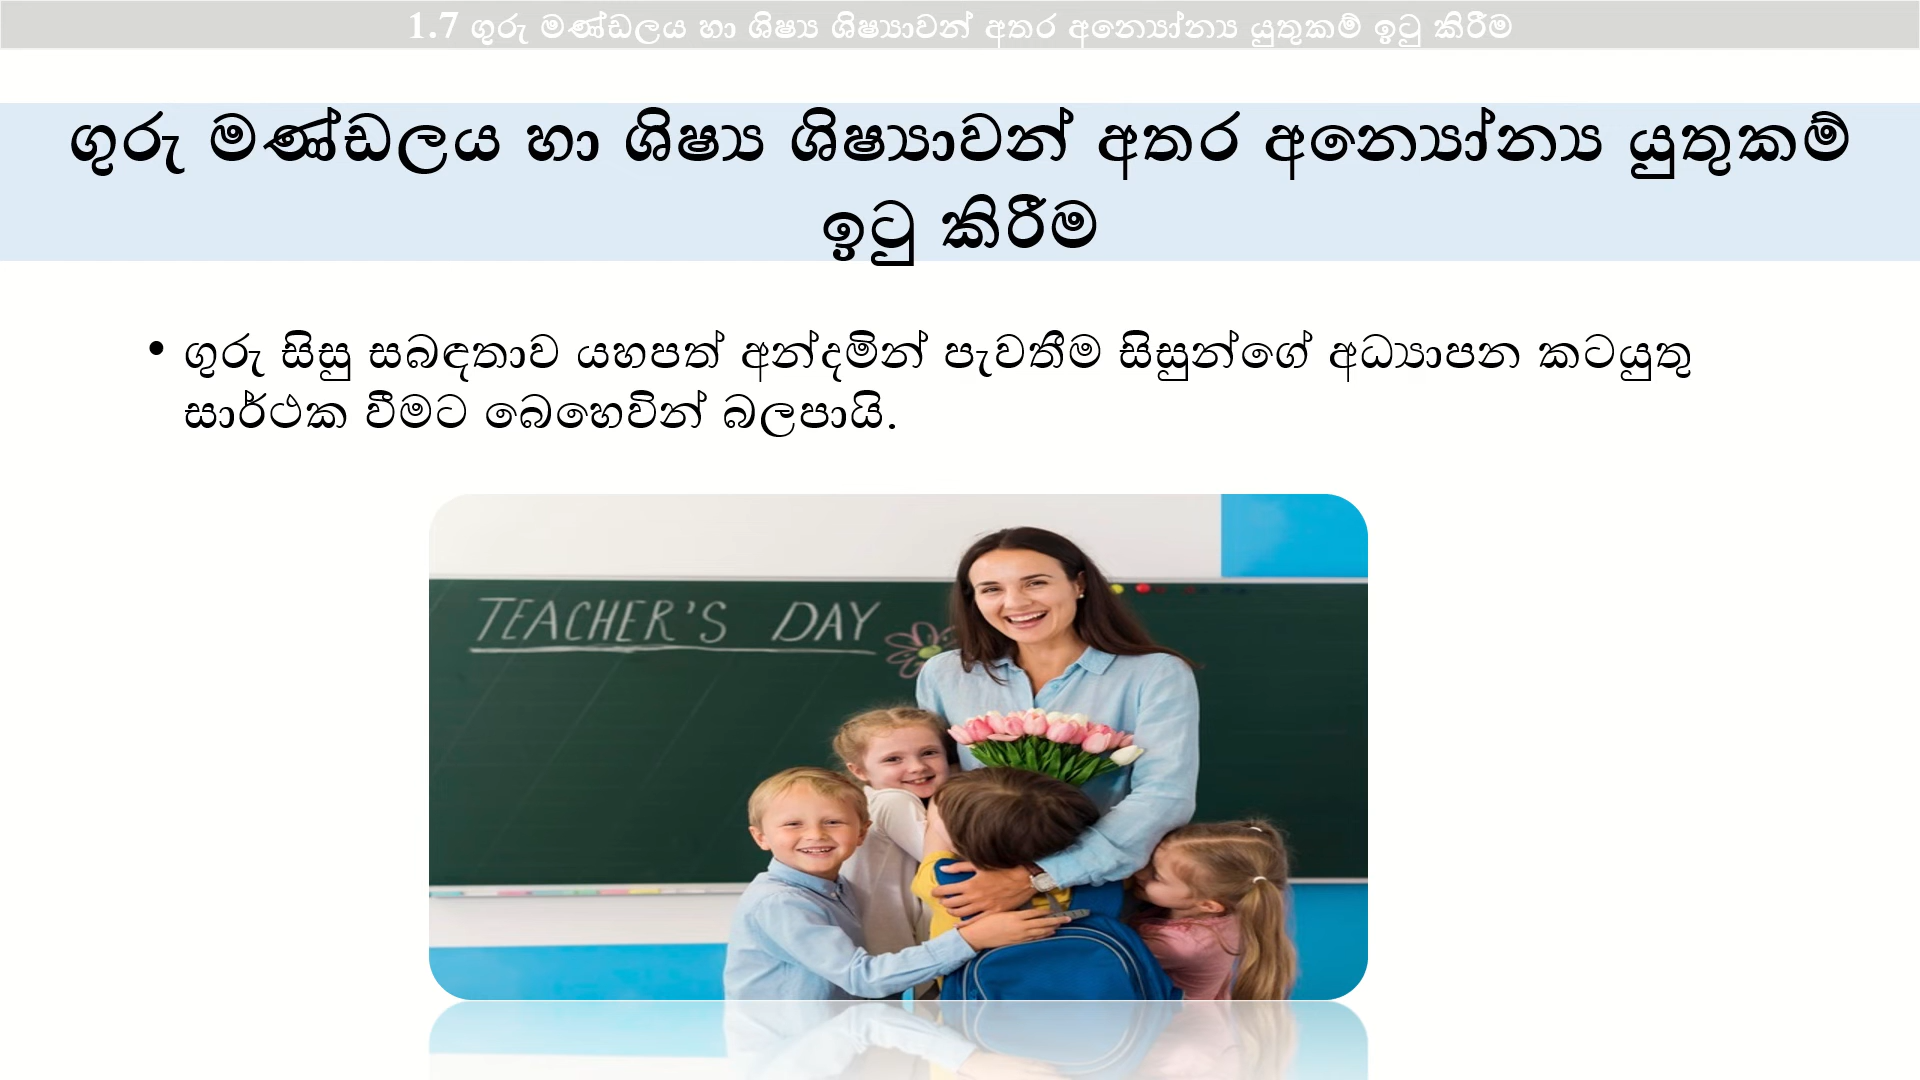 1.7 ගුරු මණ්ඩලය හා ශිෂ්‍ය ශිෂ්‍යාවන් අතර අන්‍යෝන්‍ය යුතුකම් ඉටු කිරීම
ගුරු මණ්ඩලය හා ශිෂ්‍ය ශිෂ්‍යාවන් අතර අන්‍යෝන්‍ය යුතුකම්
ඉටු කිරීම
• ගුරු සිසු සබඳතාව යහපත් අන්දමින් පැවතීම සිසුන්ගේ අධ්‍යාපන කටයුතු
සාර්ථක වීමට බෙහෙවින් බලපායි.
TEACHER'S DAY